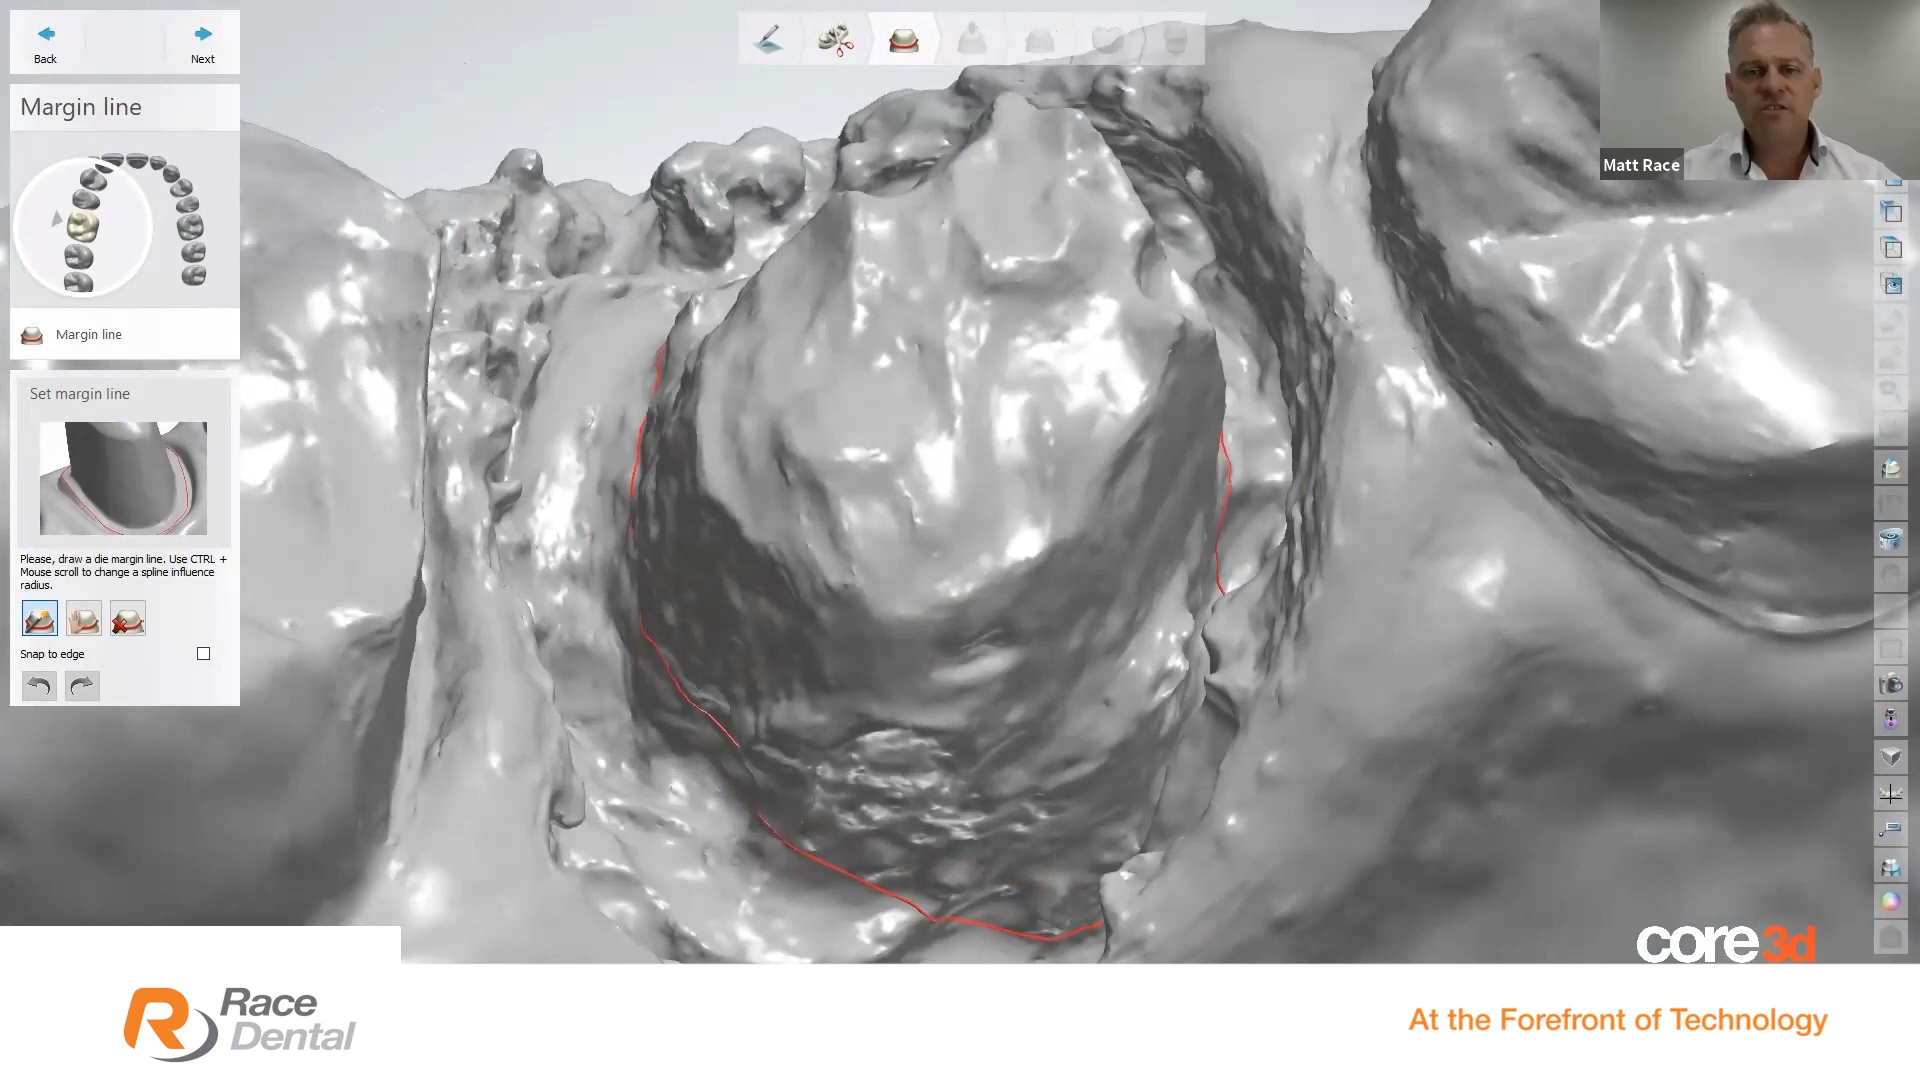 Back
Next
Margin line
Margin line
Set margin line
Please, draw a die margin line. Use CTRL +
Mouse scroll to change a spline influence
radius.
Snap to edge
Matt Race
core3d
Race
Dental
At the Forefront of Technology